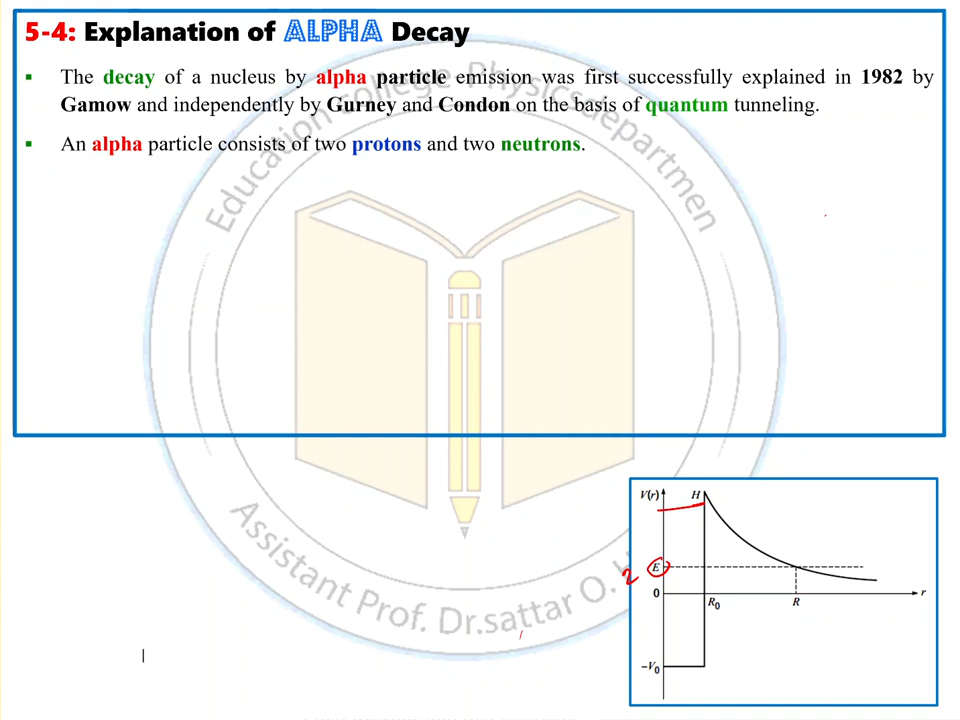 5-4: Explanation of ALPHA Decay
▪ The decay of a nucleus by alpha particle emission was first successfully explained in 1982 by
Gamow and independently by Gurney and Condon on the basis of quantum tunneling.
▪ An alpha particle consists of two protons and two neutrons.
Education College Physicsaepartmen
Assistant Prof. Dr.sattar O. H
V(r) H
2 E
0 R₀ R r
−V₀